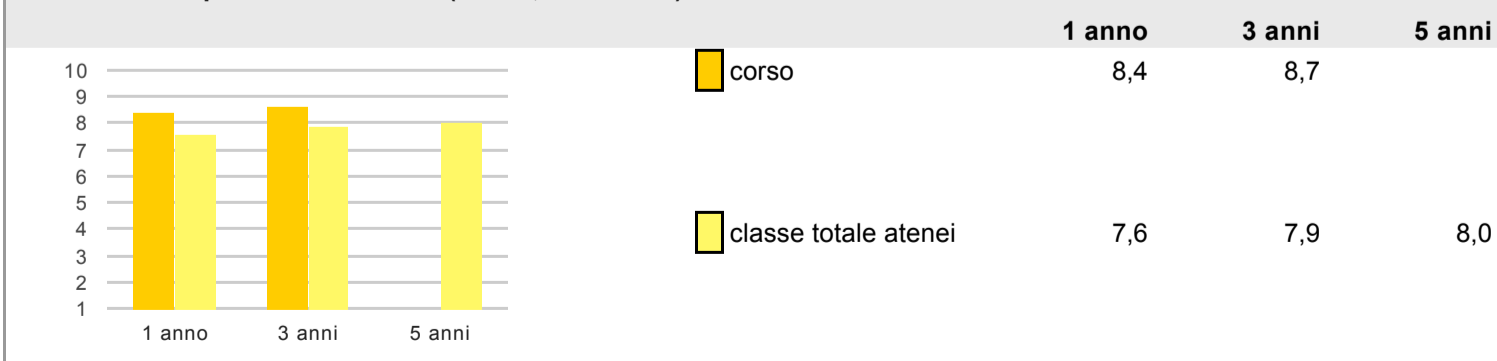 1 anno 3 anni 5 anni
corso 8,4 8,7
classe totale atenei 7,6 7,9 8,0
10
9
8
7
6
5
4
3
2
1
1 anno 3 anni 5 anni